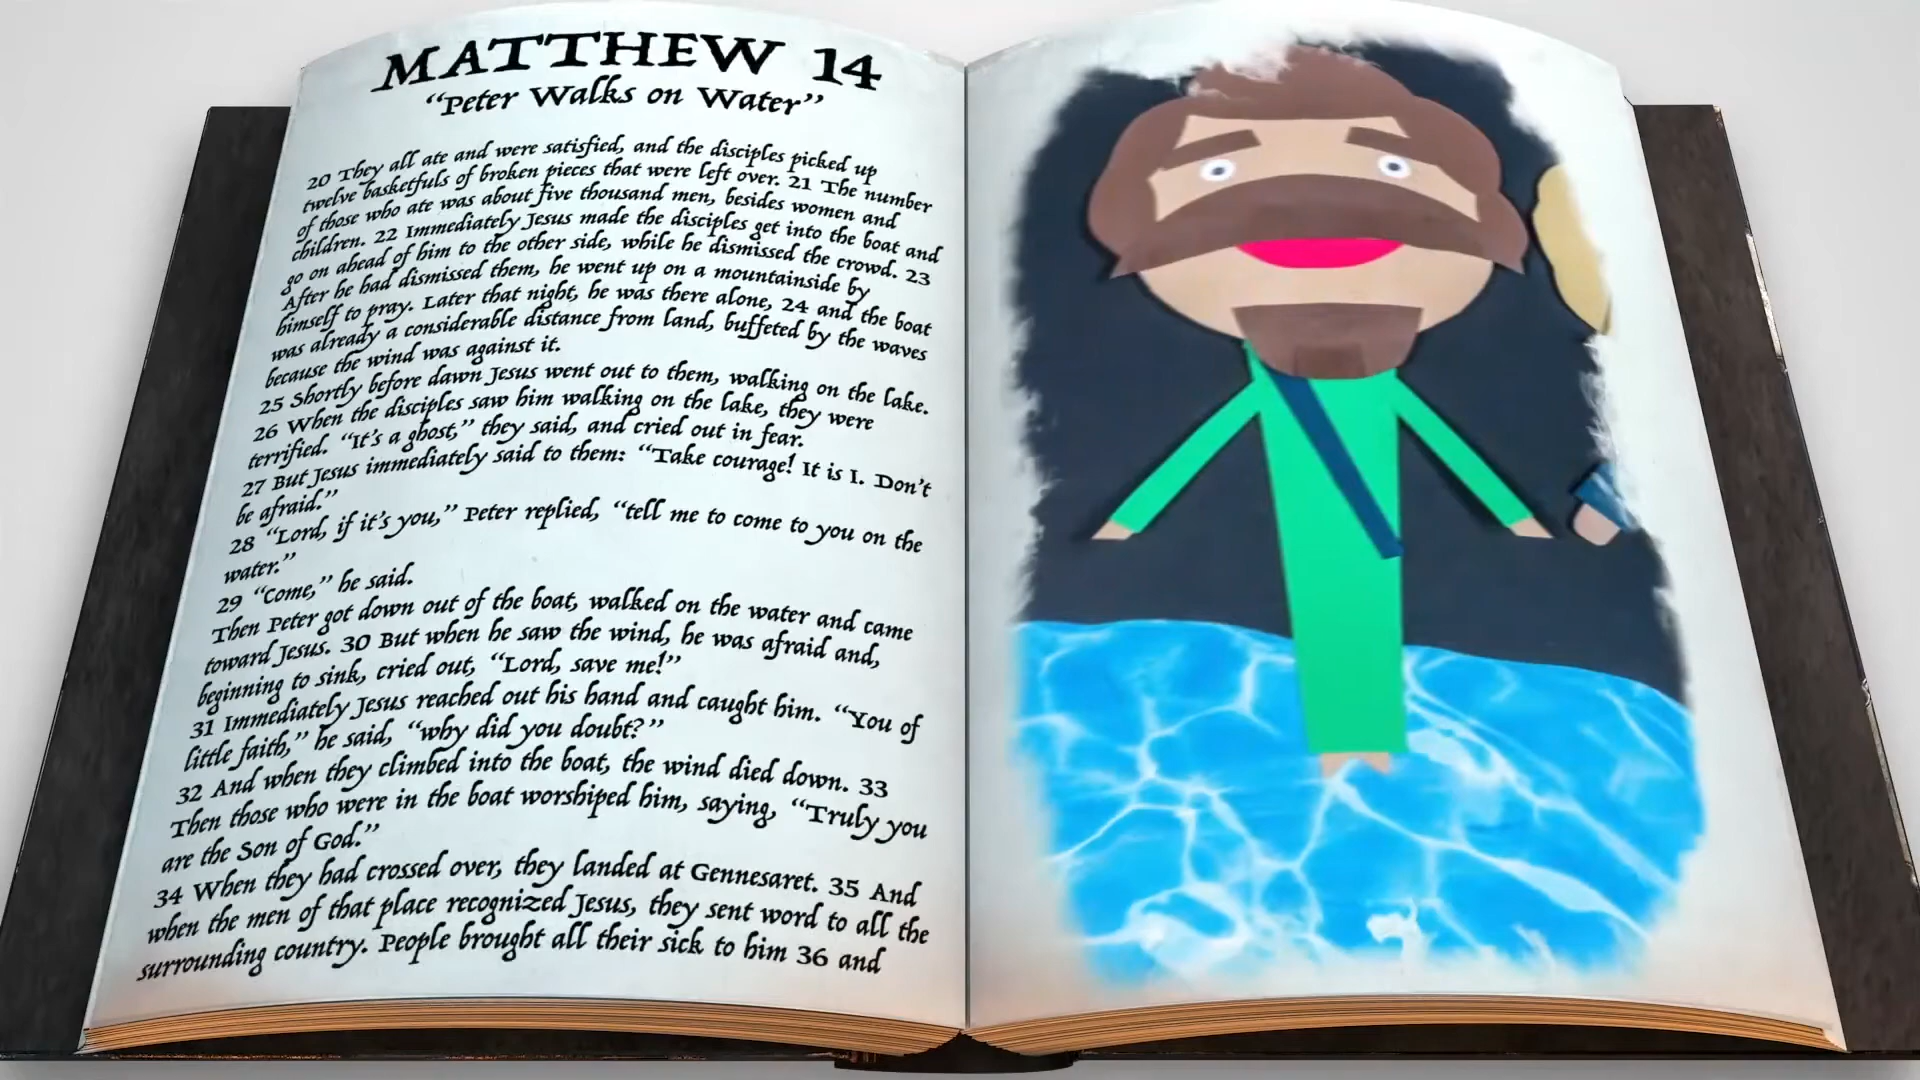 MATTHEW 14
“Peter Walks on Water”
20 They all ate and were satisfied, and the disciples picked up
twelve basketfuls of broken pieces that were left over. 21 The number
of those who ate was about five thousand men, besides women and
children. 22 Immediately Jesus made the disciples get into the boat and
go on ahead of him to the other side, while he dismissed the crowd. 23
After he had dismissed them, he went up on a mountainside by
himself to pray. Later that night, he was there alone, 24 and the boat
was already a considerable distance from land, buffeted by the waves
because the wind was against it.
25 Shortly before dawn Jesus went out to them, walking on the lake.
26 When the disciples saw him walking on the lake, they were
terrified. “It’s a ghost,” they said, and cried out in fear.
27 But Jesus immediately said to them: “Take courage! It is I. Don’t
be afraid.”
28 “Lord, if it’s you,” Peter replied, “tell me to come to you on the
water.”
29 “Come,” he said.
Then Peter got down out of the boat, walked on the water and came
toward Jesus. 30 But when he saw the wind, he was afraid and,
beginning to sink, cried out, “Lord, save me!”
31 Immediately Jesus reached out his hand and caught him. “You of
little faith,” he said, “why did you doubt?”
32 And when they climbed into the boat, the wind died down. 33
Then those who were in the boat worshiped him, saying, “Truly you
are the Son of God.”
34 When they had crossed over, they landed at Gennesaret. 35 And
when the men of that place recognized Jesus, they sent word to all the
surrounding country. People brought all their sick to him 36 and